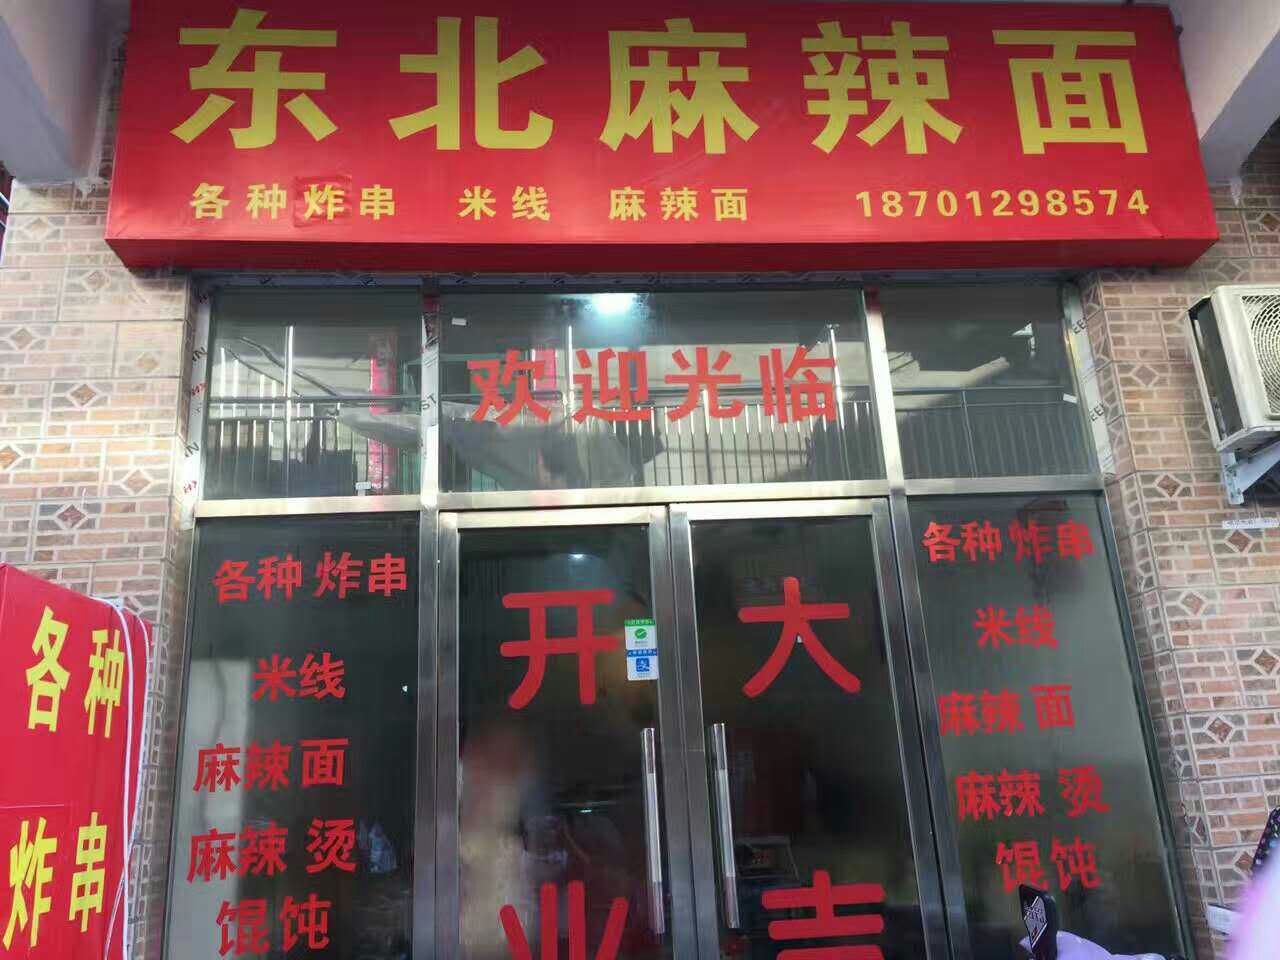 东北麻辣面
各种炸串 米线 麻辣面 18701298574
欢迎光临
各种炸串
米线
麻辣面
麻辣烫
馄饨
开
业
大
吉
各种炸串
米线
麻辣面
麻辣烫
馄饨
各种
炸串